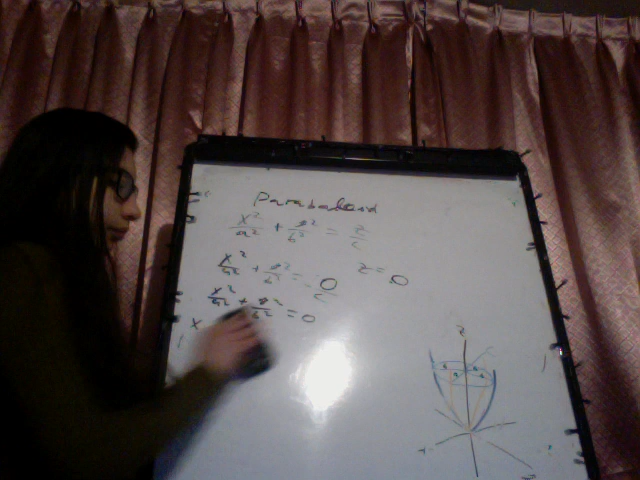 Paraboloid
x²/a² + y²/b² = z/c
x²/a² + y²/b² = 0/c z = 0
x²/a² + y²/b² = 0
x